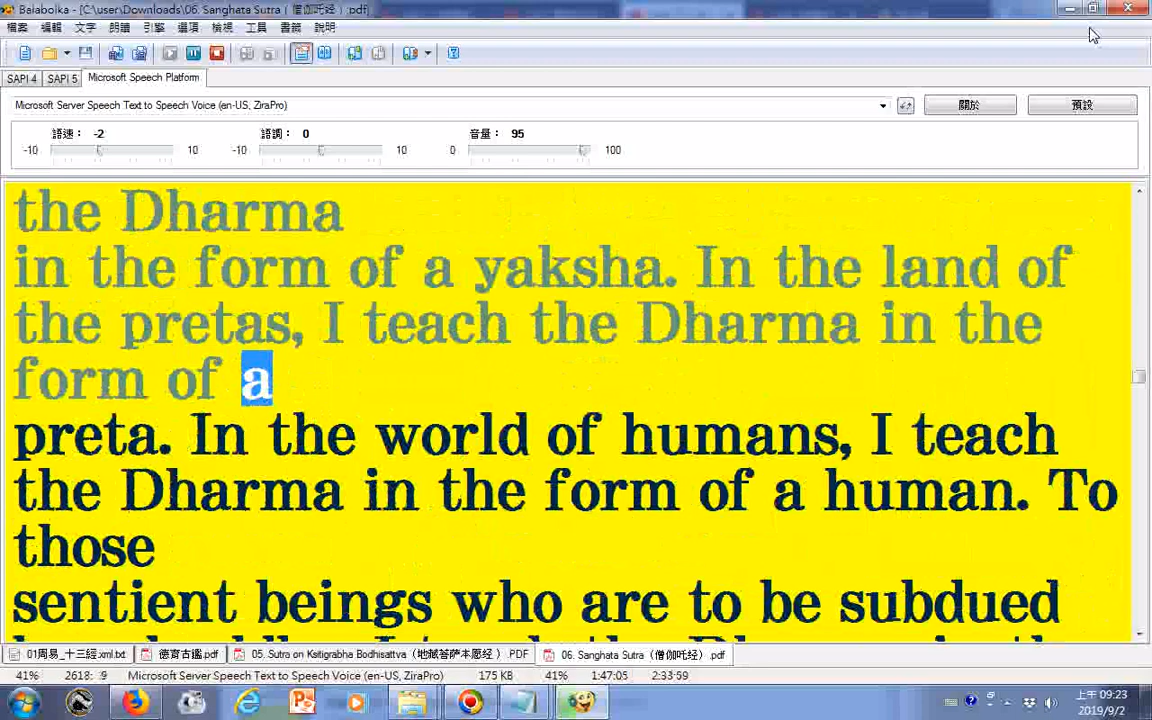 Balabolka - [C:\user\Downloads\06. Sanghata Sutra（僧伽吒经）.pdf]
檔案 編輯 文字 朗讀 引擎 選項 檢視 工具 書籤 說明
SAPI 4 SAPI 5 Microsoft Speech Platform
Microsoft Server Speech Text to Speech Voice (en-US, ZiraPro) 關於 預設
語速： -2 語調： 0 音量： 95
-10 10 -10 10 0 100
the Dharma
in the form of a yaksha. In the land of
the pretas, I teach the Dharma in the
form of a
preta. In the world of humans, I teach
the Dharma in the form of a human. To
those
sentient beings who are to be subdued
01周易_十三經.xml.txt 德育古鑑.pdf 05. Sutra on Ksitigrabha Bodhisattva（地藏菩萨本愿经）.PDF 06. Sanghata Sutra（僧伽吒经）.pdf
41% 2618: 9 Microsoft Server Speech Text to Speech Voice (en-US, ZiraPro) 175 KB 41% 1:47:05 2:33:59
上午 09:23
2019/9/2